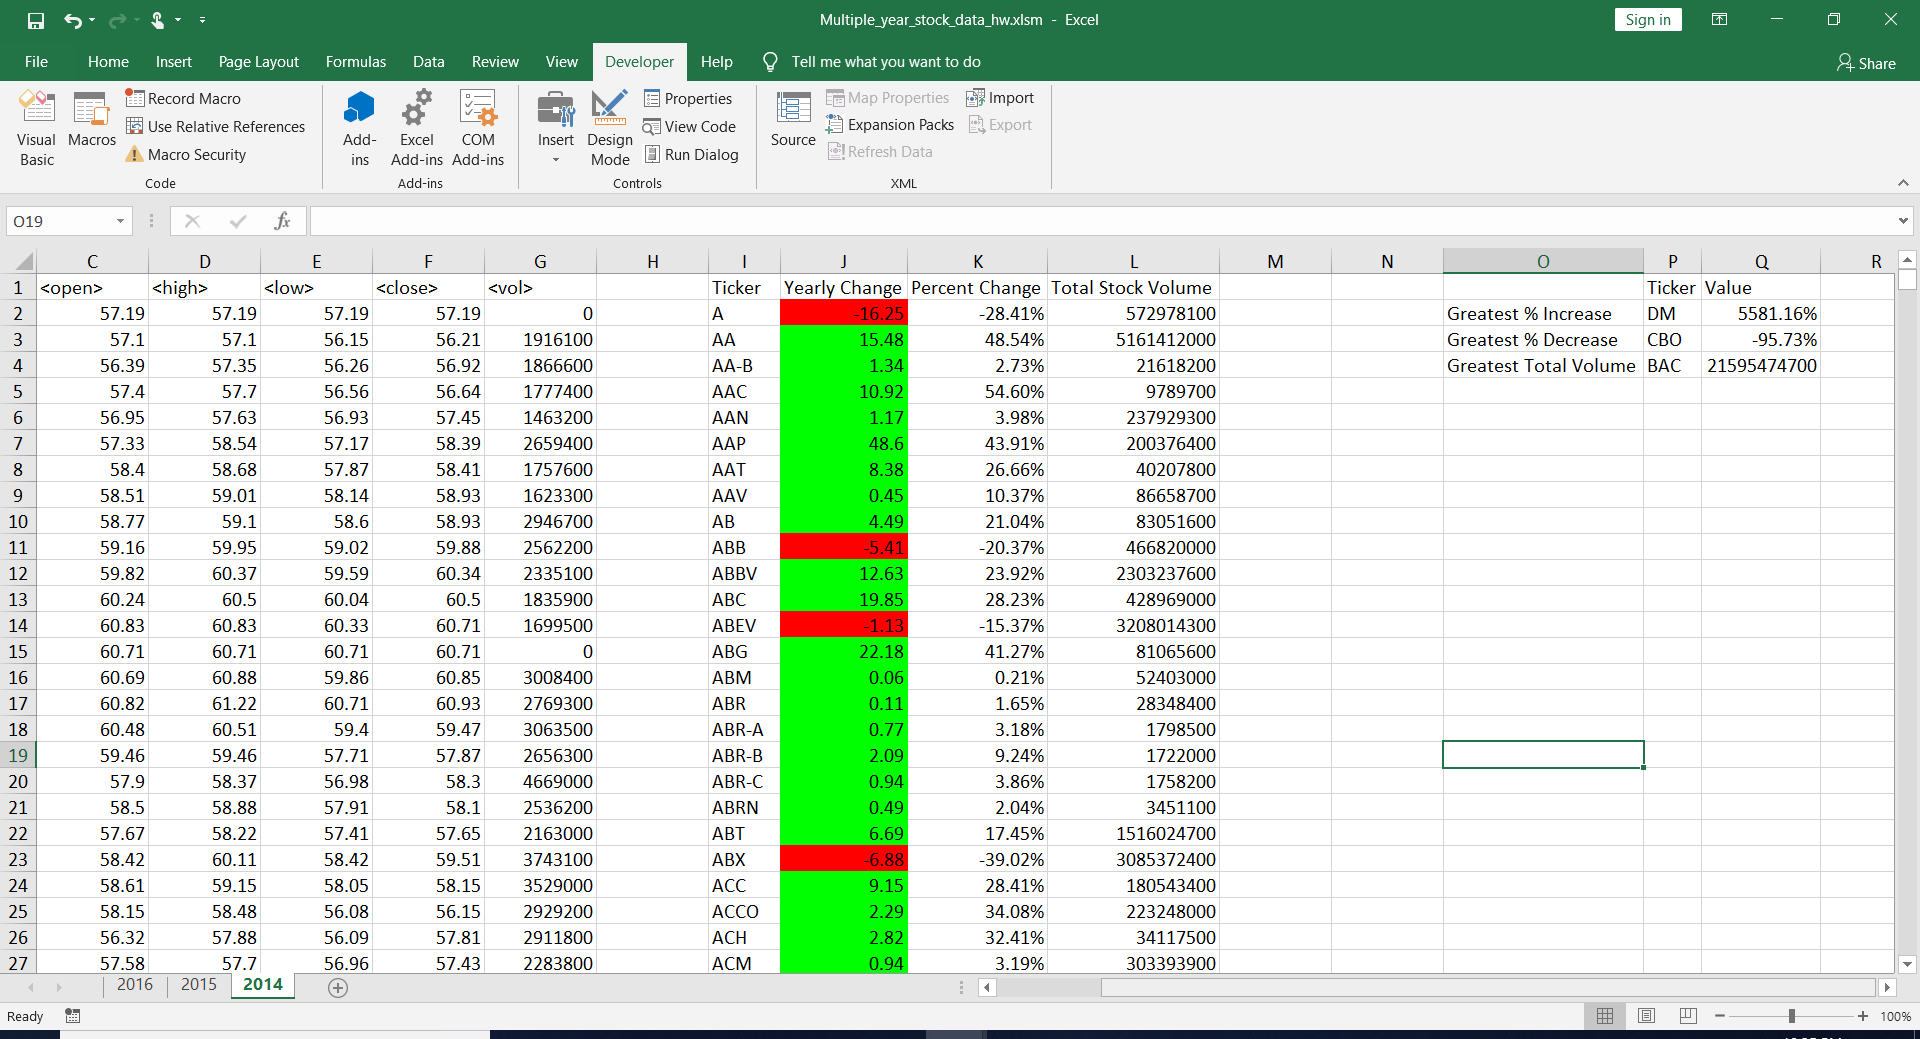 Multiple_year_stock_data_hw.xlsm - Excel
Sign in
File Home Insert Page Layout Formulas Data Review View Developer Help Tell me what you want to do Share
Visual Basic
Macros
Record Macro
Use Relative References
Macro Security
Code
Add-ins
Excel Add-ins
COM Add-ins
Add-ins
Insert
Design Mode
Properties
View Code
Run Dialog
Controls
Source
Map Properties
Expansion Packs
Refresh Data
Import
Export
XML
O19
fx
C D E F G H I J K L M N O P Q R
1 <open> <high> <low> <close> <vol> Ticker Yearly Change Percent Change Total Stock Volume Ticker Value
2 57.19 57.19 57.19 57.19 0 A -16.25 -28.41% 572978100 Greatest % Increase DM 5581.16%
3 57.1 57.1 56.15 56.21 1916100 AA 15.48 48.54% 5161412000 Greatest % Decrease CBO -95.73%
4 56.39 57.35 56.26 56.92 1866600 AA-B 1.34 2.73% 21618200 Greatest Total Volume BAC 21595474700
5 57.4 57.7 56.56 56.64 1777400 AAC 10.92 54.60% 9789700
6 56.95 57.63 56.93 57.45 1463200 AAN 1.17 3.98% 237929300
7 57.33 58.54 57.17 58.39 2659400 AAP 48.6 43.91% 200376400
8 58.4 58.68 57.87 58.41 1757600 AAT 8.38 26.66% 40207800
9 58.51 59.01 58.14 58.93 1623300 AAV 0.45 10.37% 86658700
10 58.77 59.1 58.6 58.93 2946700 AB 4.49 21.04% 83051600
11 59.16 59.95 59.02 59.88 2562200 ABB -5.41 -20.37% 466820000
12 59.82 60.37 59.59 60.34 2335100 ABBV 12.63 23.92% 2303237600
13 60.24 60.5 60.04 60.5 1835900 ABC 19.85 28.23% 428969000
14 60.83 60.83 60.33 60.71 1699500 ABEV -1.13 -15.37% 3208014300
15 60.71 60.71 60.71 60.71 0 ABG 22.18 41.27% 81065600
16 60.69 60.88 59.86 60.85 3008400 ABM 0.06 0.21% 52403000
17 60.82 61.22 60.71 60.93 2769300 ABR 0.11 1.65% 28348400
18 60.48 60.51 59.4 59.47 3063500 ABR-A 0.77 3.18% 1798500
19 59.46 59.46 57.71 57.87 2656300 ABR-B 2.09 9.24% 1722000
20 57.9 58.37 56.98 58.3 4669000 ABR-C 0.94 3.86% 1758200
21 58.5 58.88 57.91 58.1 2536200 ABRN 0.49 2.04% 3451100
22 57.67 58.22 57.41 57.65 2163000 ABT 6.69 17.45% 1516024700
23 58.42 60.11 58.42 59.51 3743100 ABX -6.88 -39.02% 3085372400
24 58.61 59.15 58.05 58.15 3529000 ACC 9.15 28.41% 180543400
25 58.15 58.48 56.08 56.15 2929200 ACCO 2.29 34.08% 223248000
26 56.32 57.88 56.09 57.81 2911800 ACH 2.82 32.41% 34117500
27 57.58 57.7 56.96 57.43 2283800 ACM 0.94 3.19% 303393900
2016 2015 2014
Ready
100%